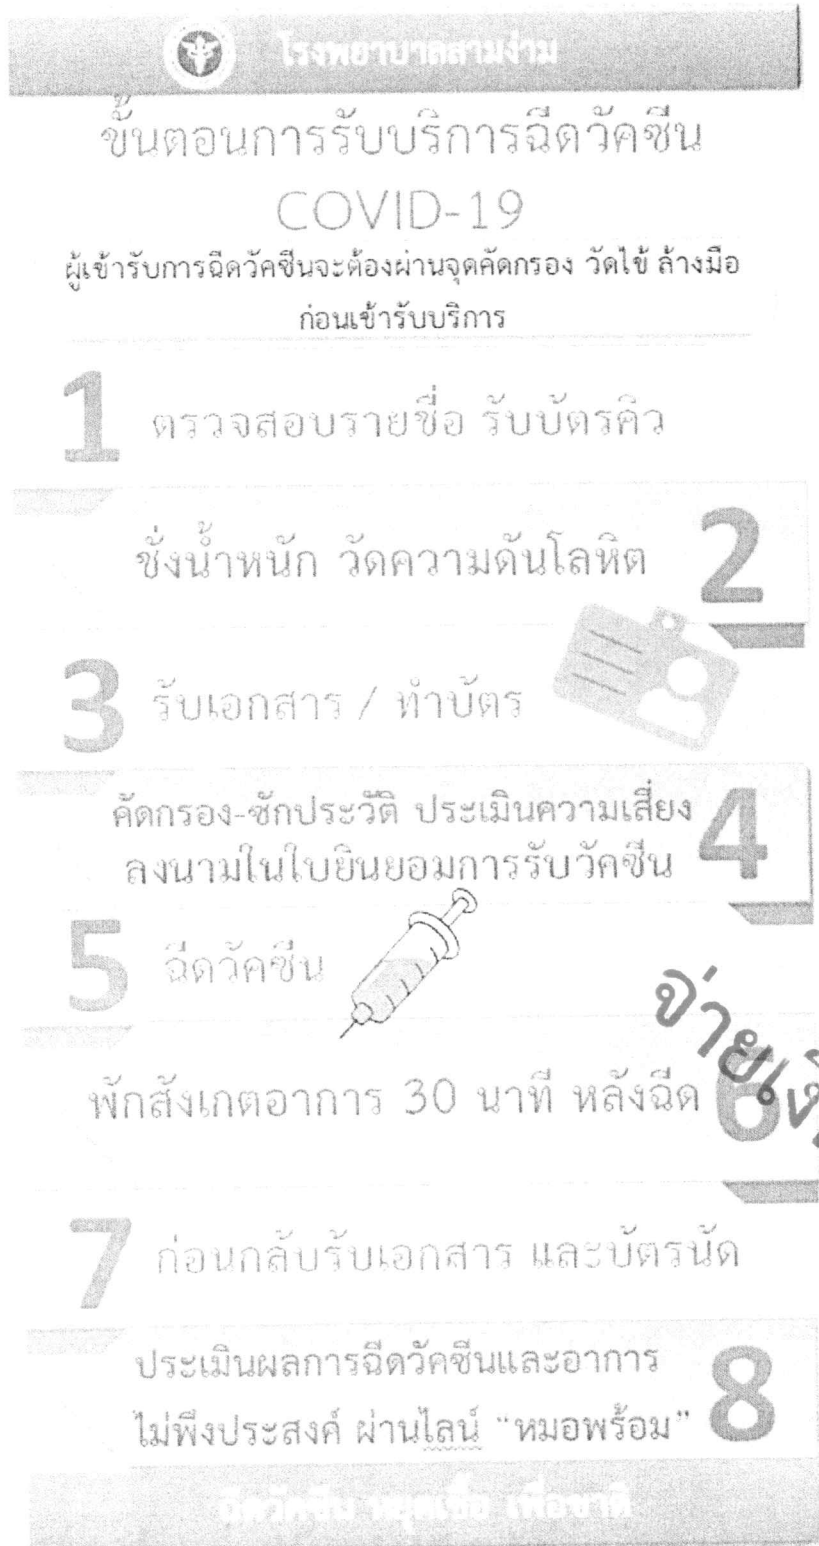 โรงพยาบาลสามง่าม
ขั้นตอนการรับบริการฉีดวัคซีน
COVID-19
ผู้เข้ารับการฉีดวัคซีนจะต้องผ่านจุดคัดกรอง วัดไข้ ล้างมือ
ก่อนเข้ารับบริการ
1 ตรวจสอบรายชื่อ รับบัตรคิว
ชั่งน้ำหนัก วัดความดันโลหิต 2
3 รับเอกสาร / ทำบัตร
คัดกรอง-ซักประวัติ ประเมินความเสี่ยง 4
ลงนามในใบยินยอมการรับวัคซีน
5 ฉีดวัคซีน
จ่าย
พักสังเกตอาการ 30 นาที หลังฉีด 6
7 ก่อนกลับรับเอกสาร และบัตรนัด
ประเมินผลการฉีดวัคซีนและอาการ 8
ไม่พึงประสงค์ ผ่านไลน์ "หมอพร้อม"
ฉีดวัคซีน หยุดเชื้อ เพื่อชาติ